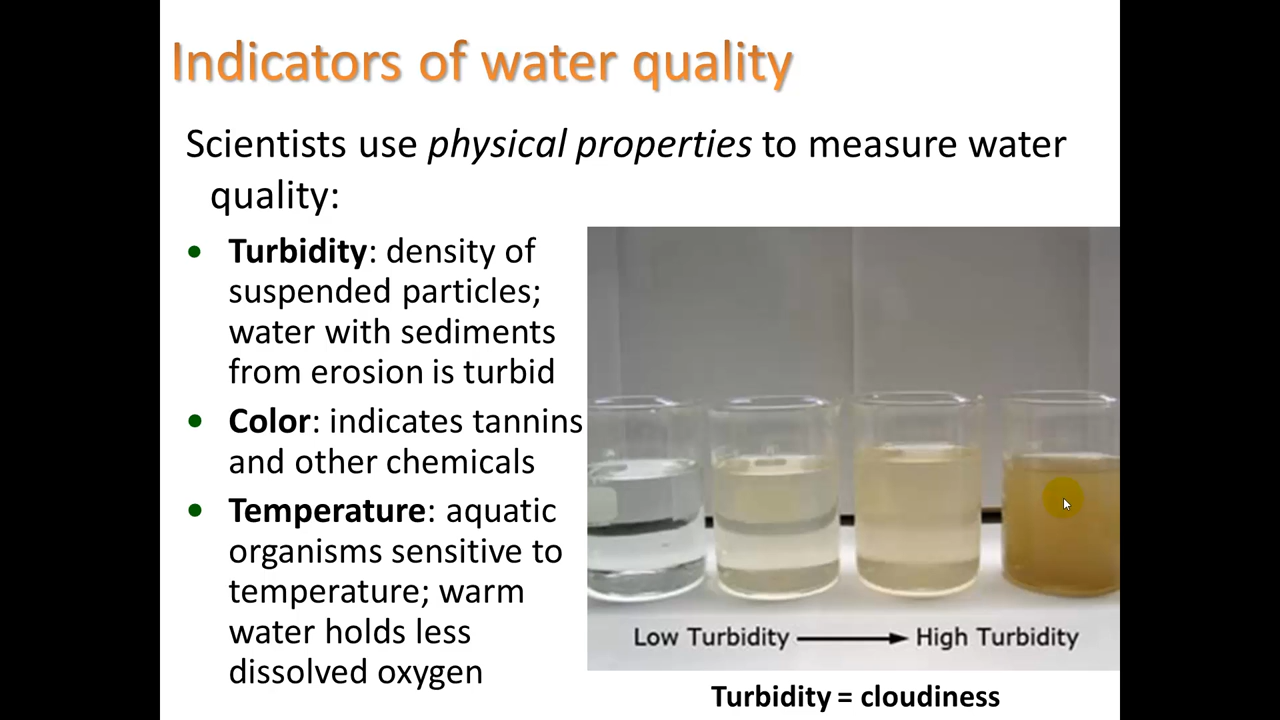 Indicators of water quality
Scientists use physical properties to measure water
quality:
• Turbidity: density of
suspended particles;
water with sediments
from erosion is turbid
• Color: indicates tannins
and other chemicals
• Temperature: aquatic
organisms sensitive to
temperature; warm
water holds less
dissolved oxygen
Low Turbidity → High Turbidity
Turbidity = cloudiness